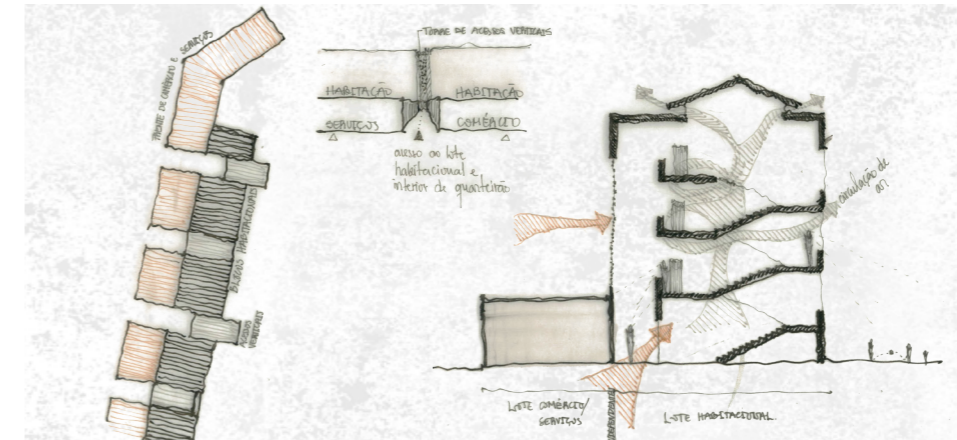 FRENTE DE COMÉRCIO E SERVIÇOS
BLOCOS HABITACIONAIS
ACESSOS
VERTICAIS
TORRE DE ACESSOS VERTICAIS
HABITAÇÃO
HABITAÇÃO
SERVIÇOS
COMÉRCIO
acesso ao lote
habitacional e
interior de quarteirão
circulação de
ar
LOTE COMÉRCIO/
SERVIÇOS
LOTE HABITACIONAL